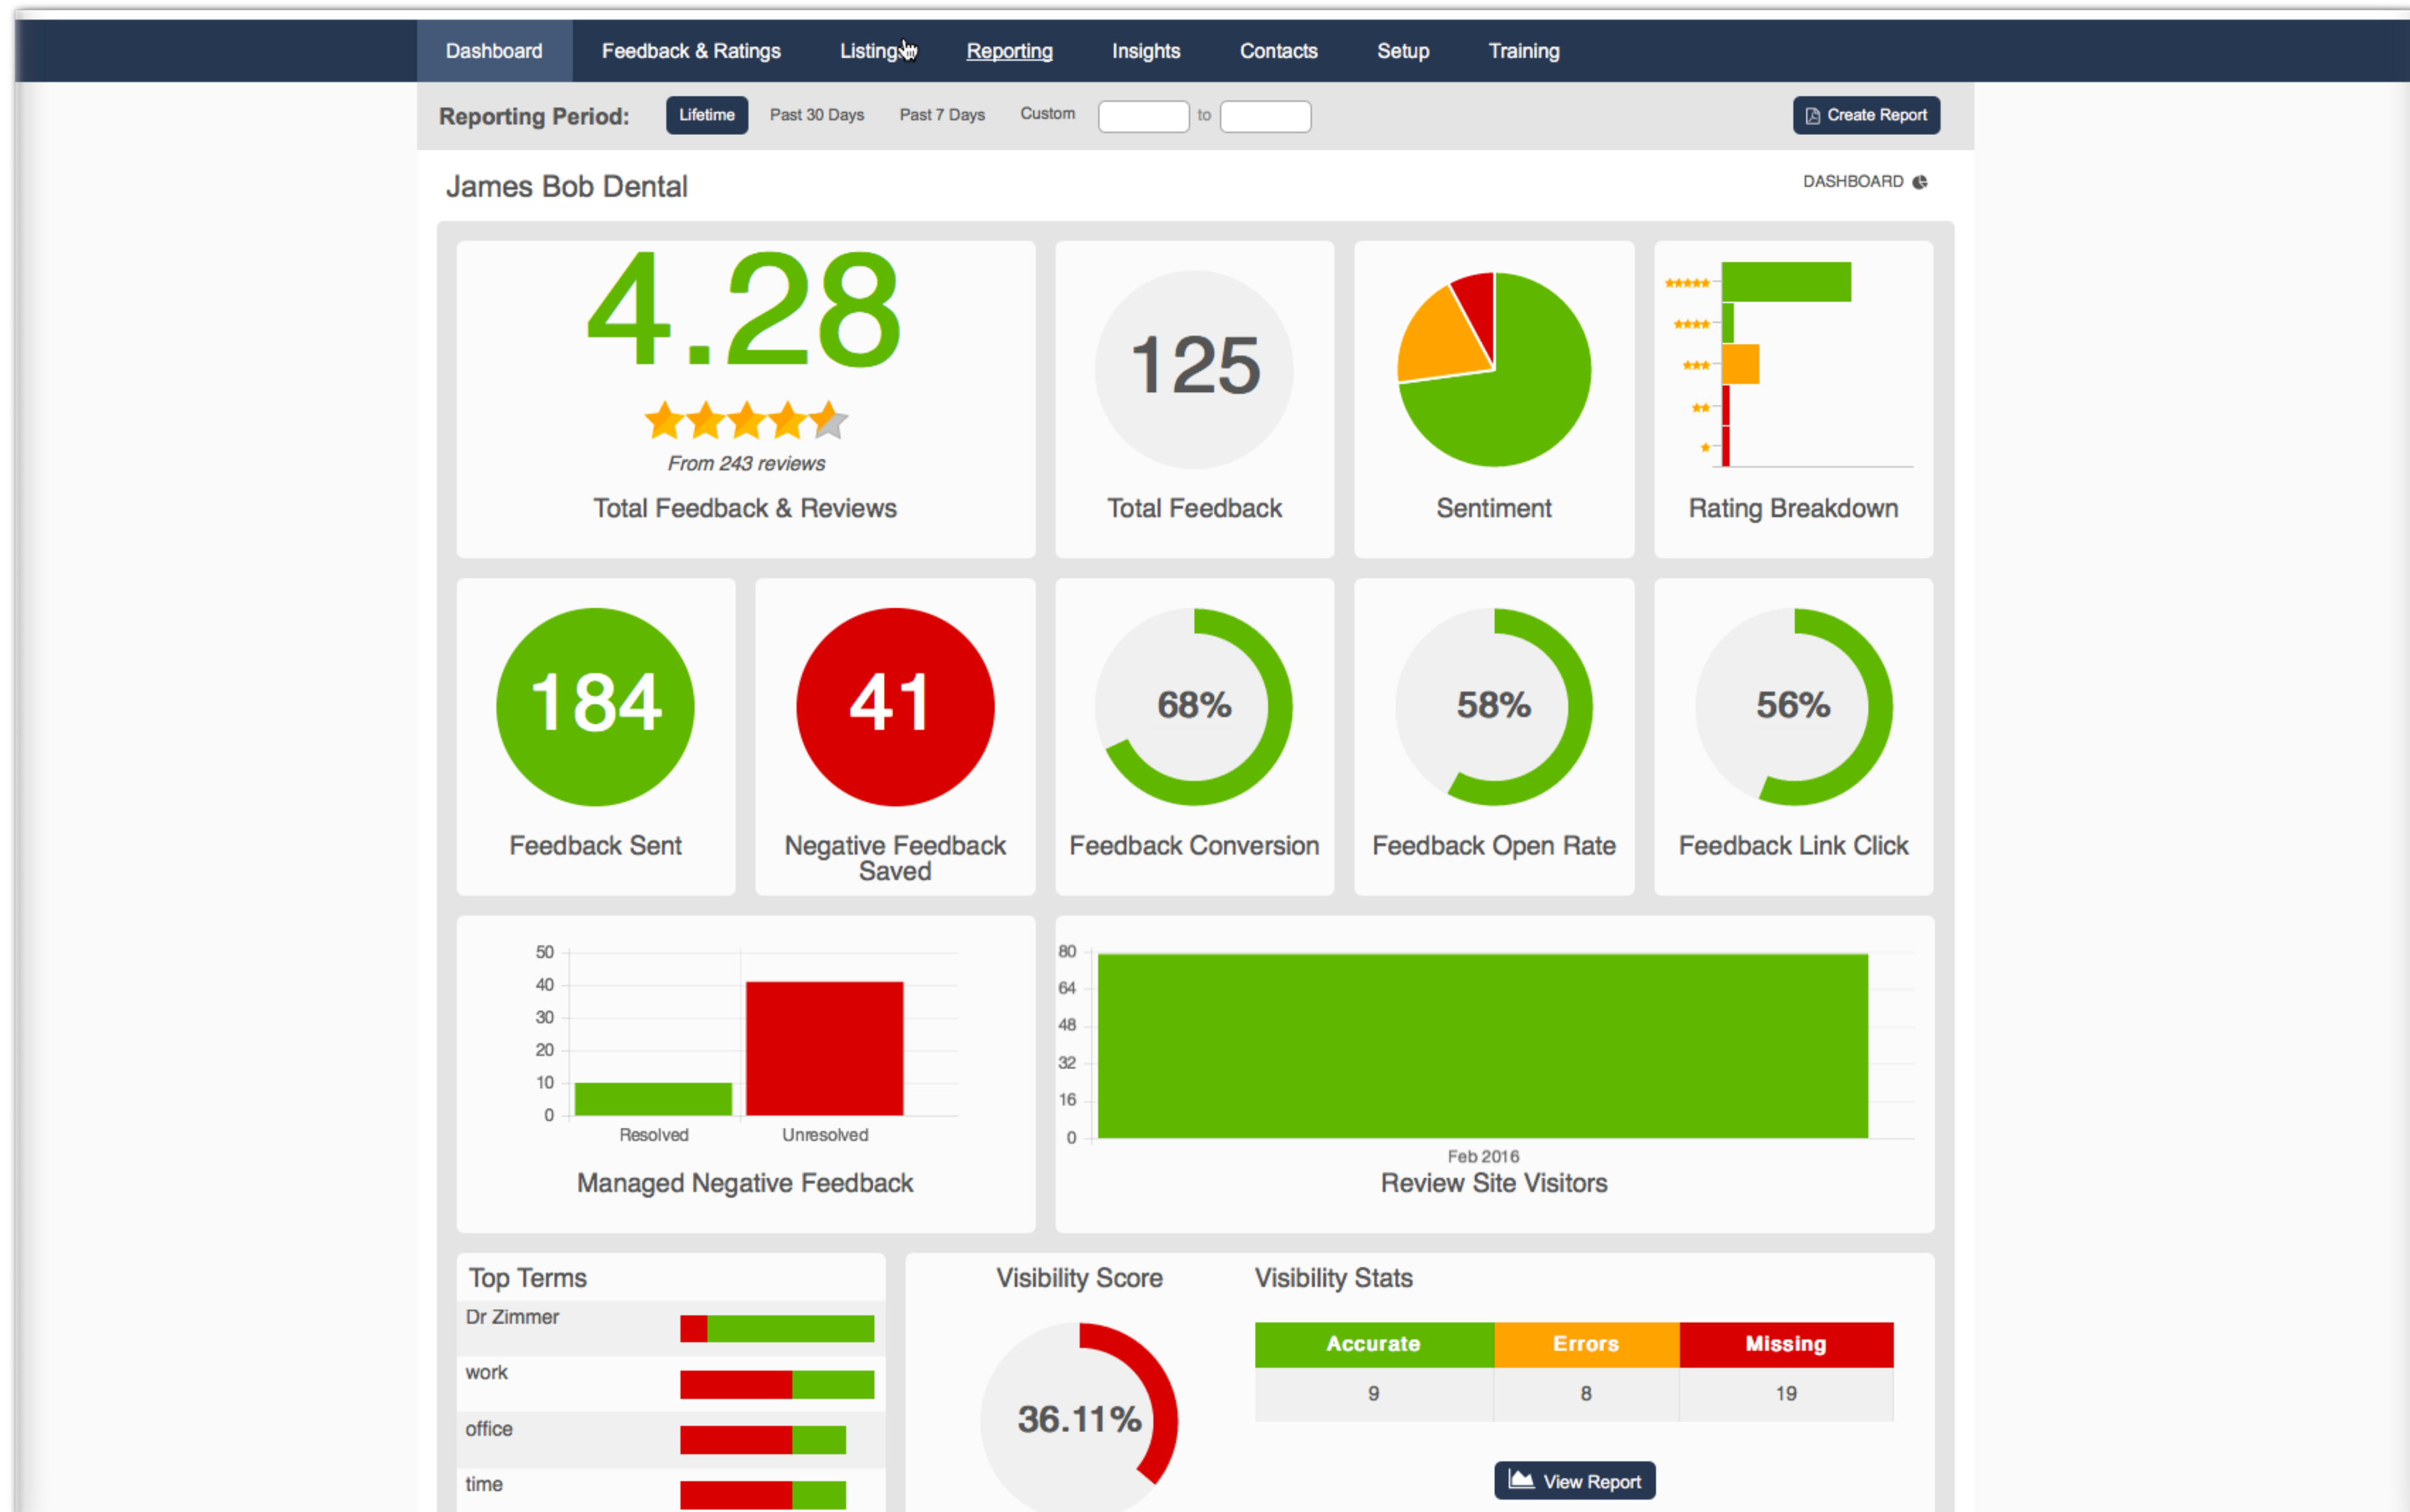 Dashboard Feedback & Ratings Listings Reporting Insights Contacts Setup Training
Reporting Period: Lifetime Past 30 Days Past 7 Days Custom to Create Report
James Bob Dental DASHBOARD
4.28
From 243 reviews
Total Feedback & Reviews
125
Total Feedback
Sentiment
Rating Breakdown
184
Feedback Sent
41
Negative Feedback
Saved
68%
Feedback Conversion
58%
Feedback Open Rate
56%
Feedback Link Click
50
40
30
20
10
0
Resolved Unresolved
Managed Negative Feedback
80
64
48
32
16
0
Feb 2016
Review Site Visitors
Top Terms
Dr Zimmer
work
office
time
Visibility Score
36.11%
Visibility Stats
Accurate Errors Missing
9 8 19
View Report